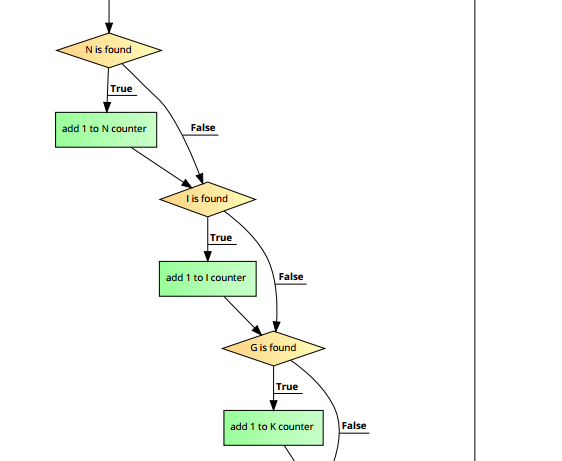 N is found
True
False
add 1 to N counter
I is found
True
False
add 1 to I counter
G is found
True
False
add 1 to K counter